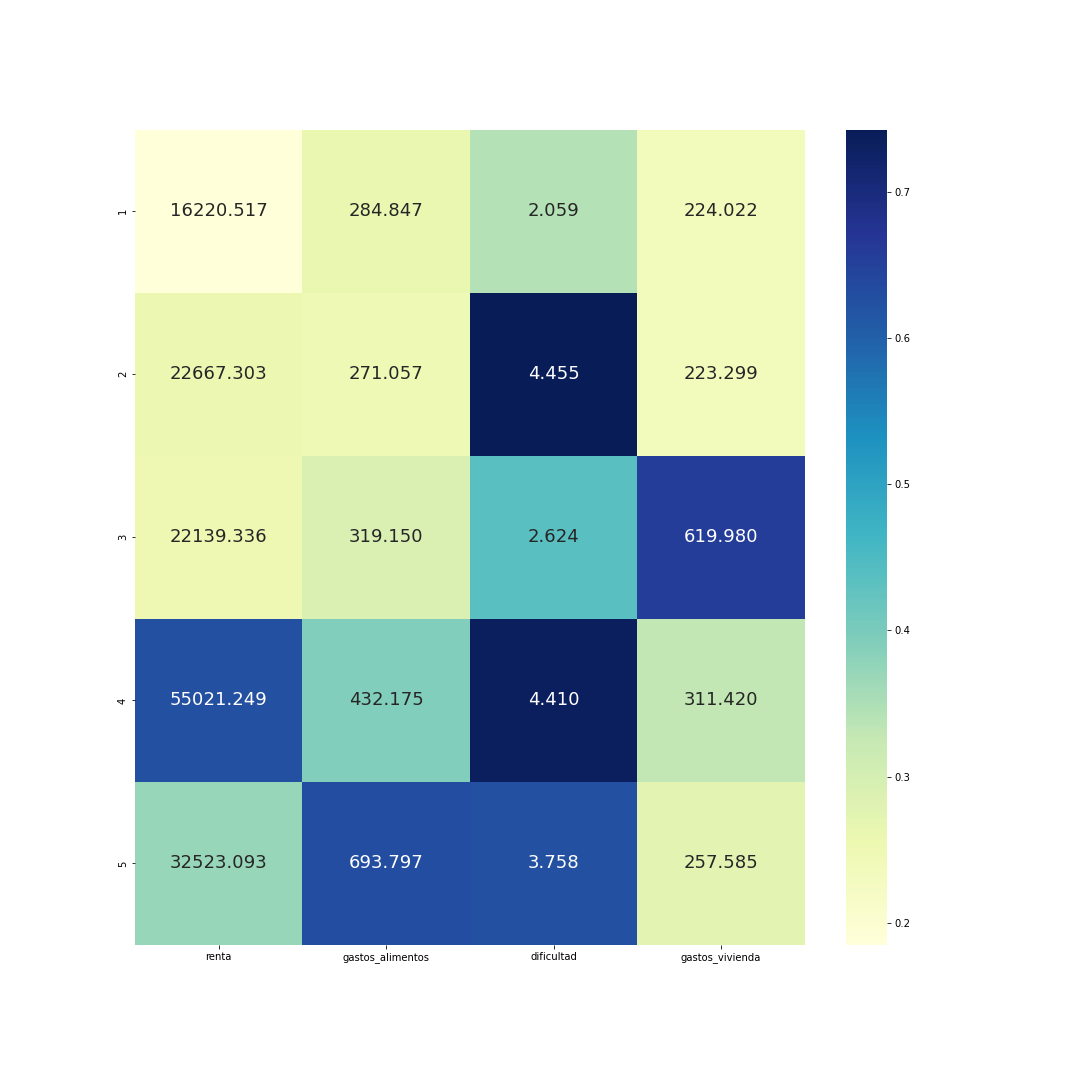 1 16220.517 284.847 2.059 224.022
2 22667.303 271.057 4.455 223.299
3 22139.336 319.150 2.624 619.980
4 55021.249 432.175 4.410 311.420
5 32523.093 693.797 3.758 257.585
renta gastos_alimentos dificultad gastos_vivienda
0.7
0.6
0.5
0.4
0.3
0.2